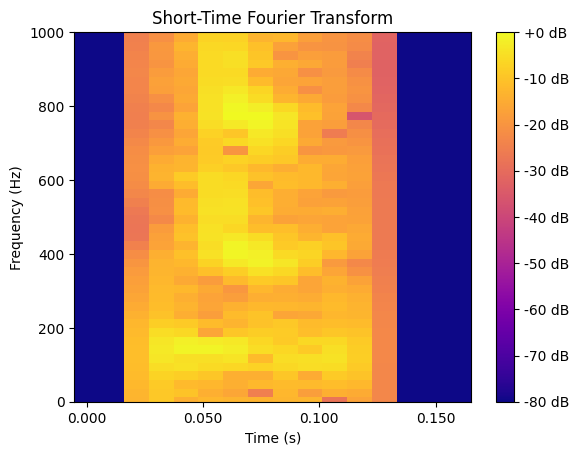 Short-Time Fourier Transform
1000
800
600
400
200
0
Frequency (Hz)
0.000
0.050
0.100
0.150
Time (s)
+0 dB
-10 dB
-20 dB
-30 dB
-40 dB
-50 dB
-60 dB
-70 dB
-80 dB